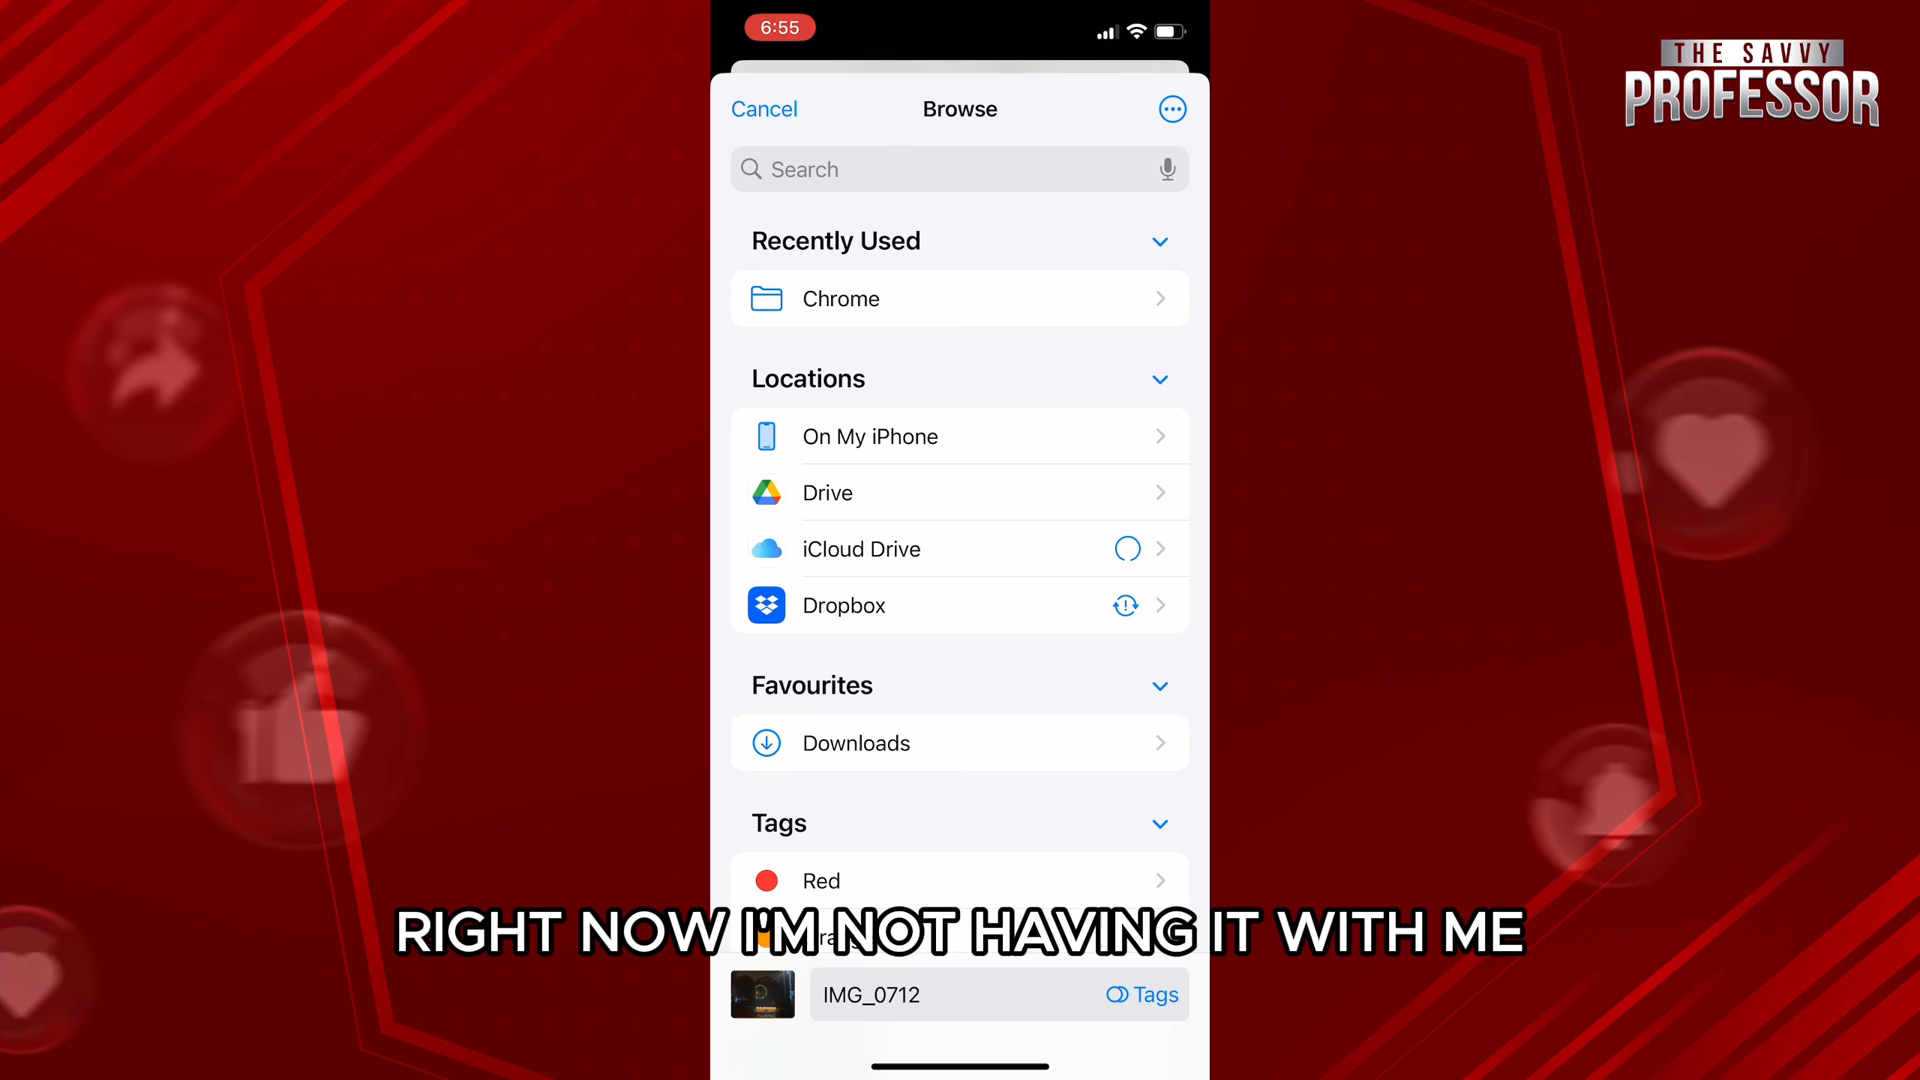 6:55
THE SAVVY
PROFESSOR
Cancel
Browse
Search
Recently Used
Chrome
Locations
On My iPhone
Drive
iCloud Drive
Dropbox
Favourites
Downloads
Tags
Red
RIGHT NOW I'M NOT HAVING IT WITH ME
IMG_0712
Tags